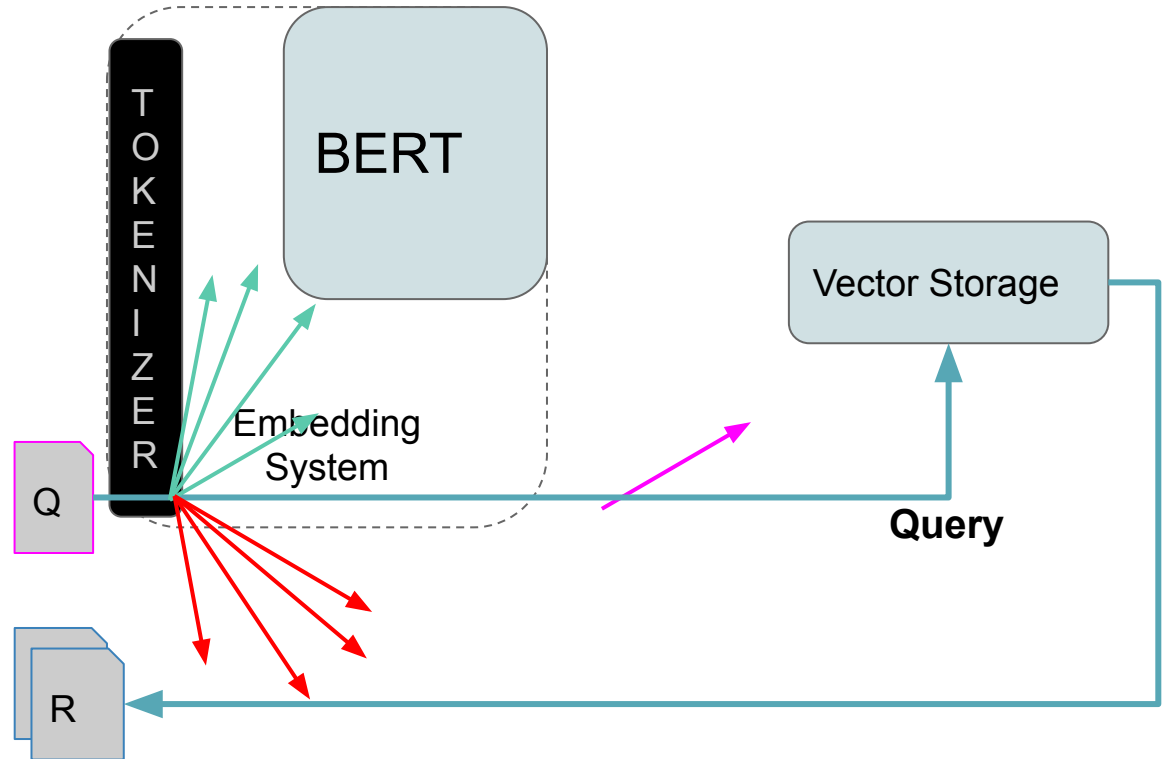 TOKENIZER
BERT
Vector Storage
Embedding
System
Q
Query
R